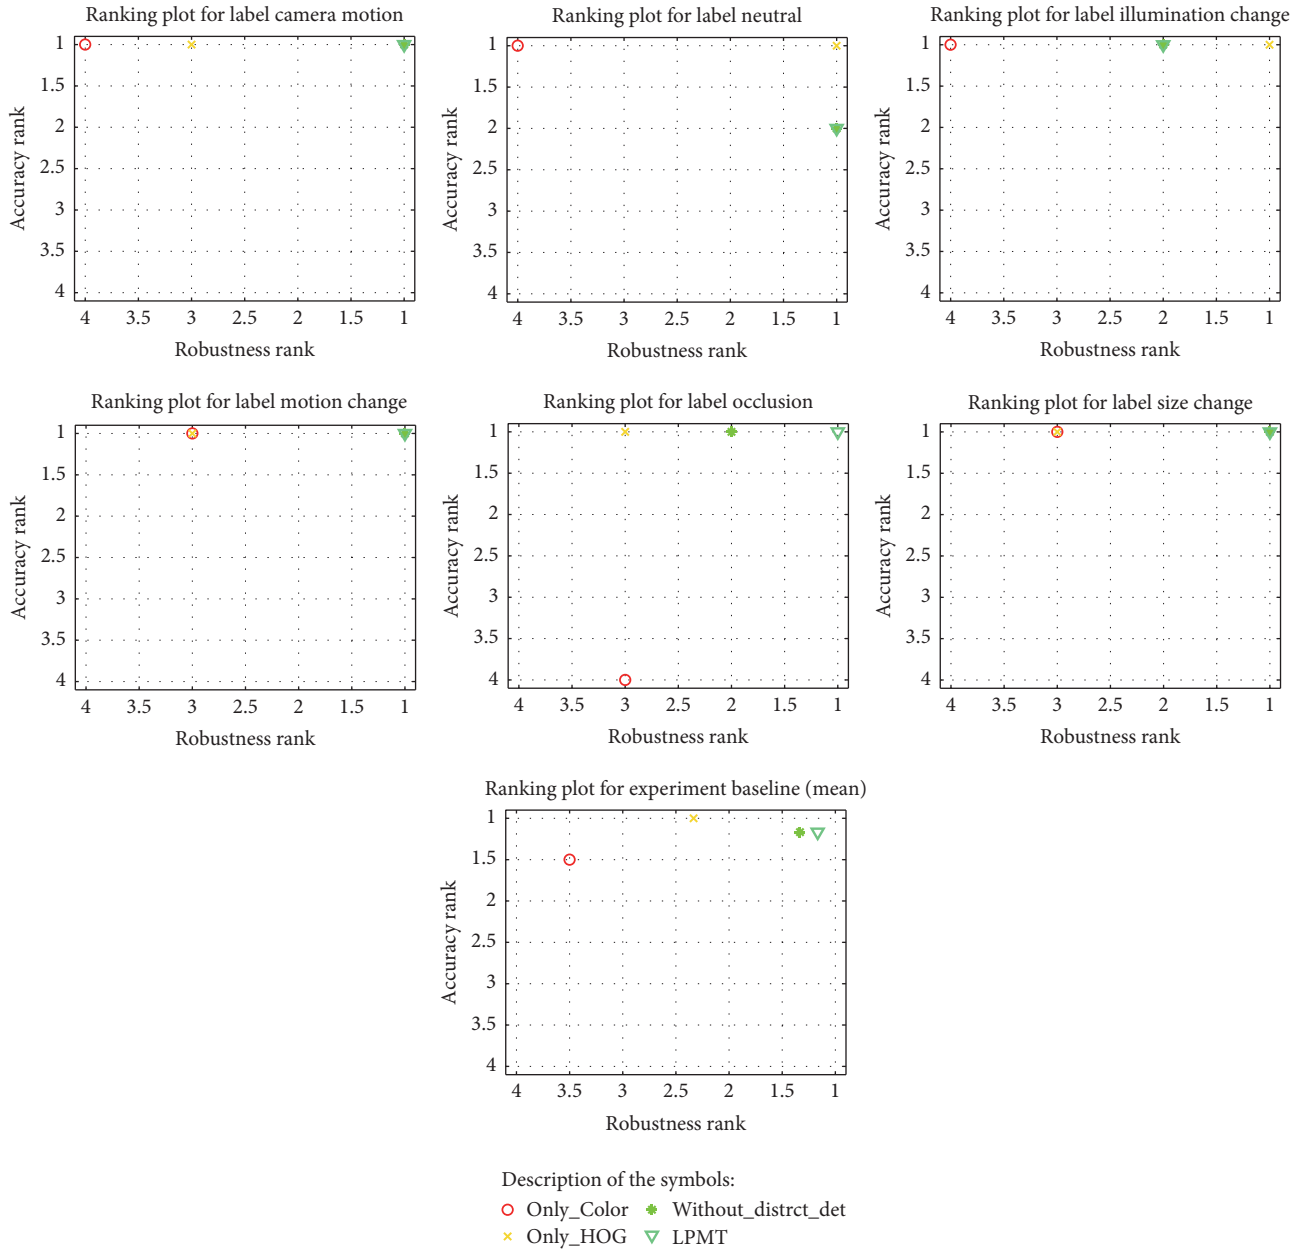 Ranking plot for label camera motion
1
1.5
2
2.5
3
3.5
4
Accuracy rank
4 3.5 3 2.5 2 1.5 1
Robustness rank
Ranking plot for label neutral
1
1.5
2
2.5
3
3.5
4
Accuracy rank
4 3.5 3 2.5 2 1.5 1
Robustness rank
Ranking plot for label illumination change
1
1.5
2
2.5
3
3.5
4
Accuracy rank
4 3.5 3 2.5 2 1.5 1
Robustness rank
Ranking plot for label motion change
1
1.5
2
2.5
3
3.5
4
Accuracy rank
4 3.5 3 2.5 2 1.5 1
Robustness rank
Ranking plot for label occlusion
1
1.5
2
2.5
3
3.5
4
Accuracy rank
4 3.5 3 2.5 2 1.5 1
Robustness rank
Ranking plot for label size change
1
1.5
2
2.5
3
3.5
4
Accuracy rank
4 3.5 3 2.5 2 1.5 1
Robustness rank
Ranking plot for experiment baseline (mean)
1
1.5
2
2.5
3
3.5
4
Accuracy rank
4 3.5 3 2.5 2 1.5 1
Robustness rank
Description of the symbols:
Only_Color Without_distrct_det
Only_HOG LPMT